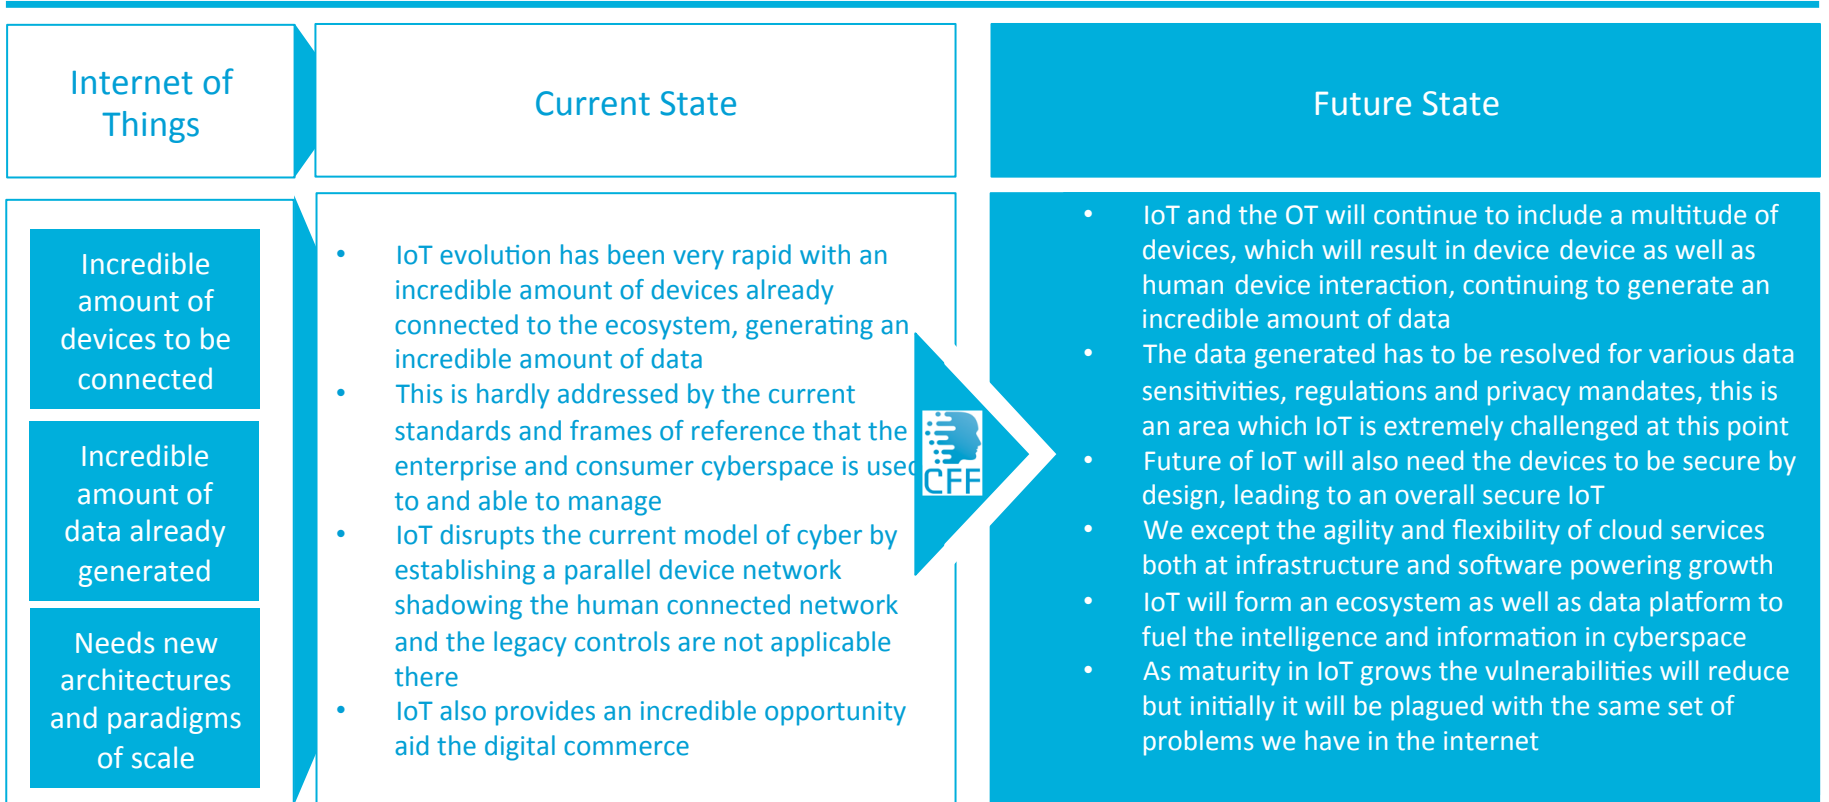 Internet of
Things
Current State
Future State
Incredible
amount of
devices to be
connected
Incredible
amount of
data already
generated
Needs new
architectures
and paradigms
of scale
• IoT evolution has been very rapid with an
incredible amount of devices already
connected to the ecosystem, generating an
incredible amount of data
• This is hardly addressed by the current
standards and frames of reference that the
enterprise and consumer cyberspace is used
to and able to manage
• IoT disrupts the current model of cyber by
establishing a parallel device network
shadowing the human connected network
and the legacy controls are not applicable
there
• IoT also provides an incredible opportunity
aid the digital commerce
CFF
• IoT and the OT will continue to include a multitude of
devices, which will result in device device as well as
human device interaction, continuing to generate an
incredible amount of data
• The data generated has to be resolved for various data
sensitivities, regulations and privacy mandates, this is
an area which IoT is extremely challenged at this point
• Future of IoT will also need the devices to be secure by
design, leading to an overall secure IoT
• We except the agility and flexibility of cloud services
both at infrastructure and software powering growth
• IoT will form an ecosystem as well as data platform to
fuel the intelligence and information in cyberspace
• As maturity in IoT grows the vulnerabilities will reduce
but initially it will be plagued with the same set of
problems we have in the internet